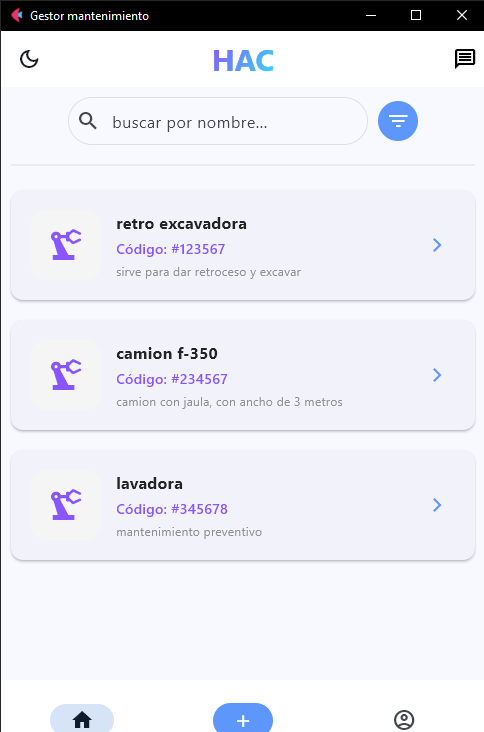 Gestor mantenimiento
HAC
buscar por nombre...
retro excavadora
Código: #123567
sirve para dar retroceso y excavar
camion f-350
Código: #234567
camion con jaula, con ancho de 3 metros
lavadora
Código: #345678
mantenimiento preventivo